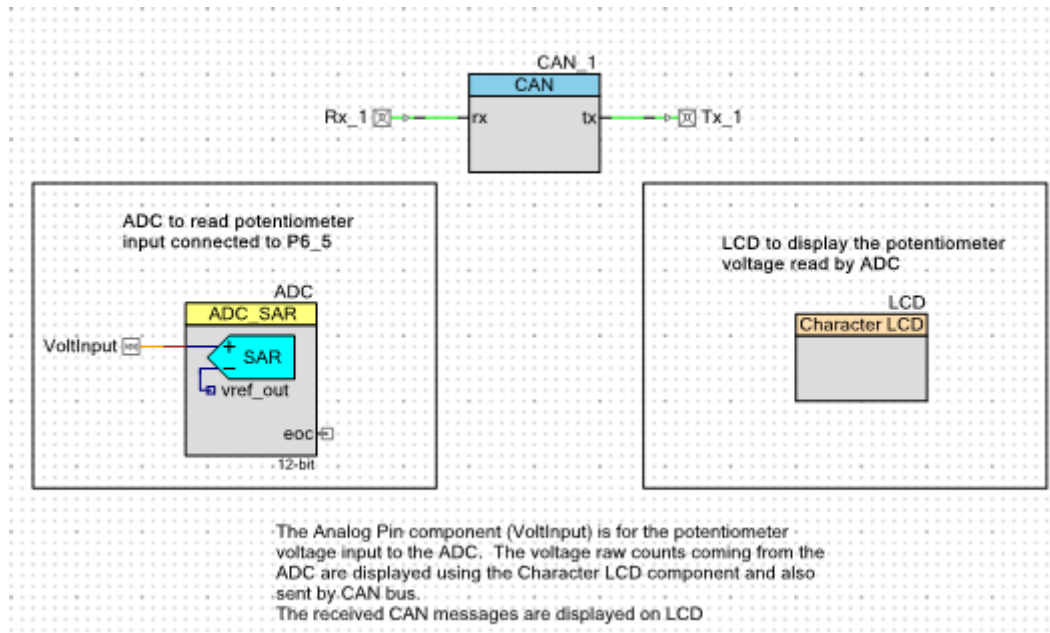 CAN_1
CAN
Rx_1
rx
tx
Tx_1
ADC to read potentiometer
input connected to P6_5
ADC
ADC_SAR
VoltInput
+
SAR
-
vref_out
eoc
12-bit
LCD to display the potentiometer
voltage read by ADC
LCD
Character LCD
The Analog Pin component (VoltInput) is for the potentiometer
voltage input to the ADC. The voltage raw counts coming from the
ADC are displayed using the Character LCD component and also
sent by CAN bus.
The received CAN messages are displayed on LCD